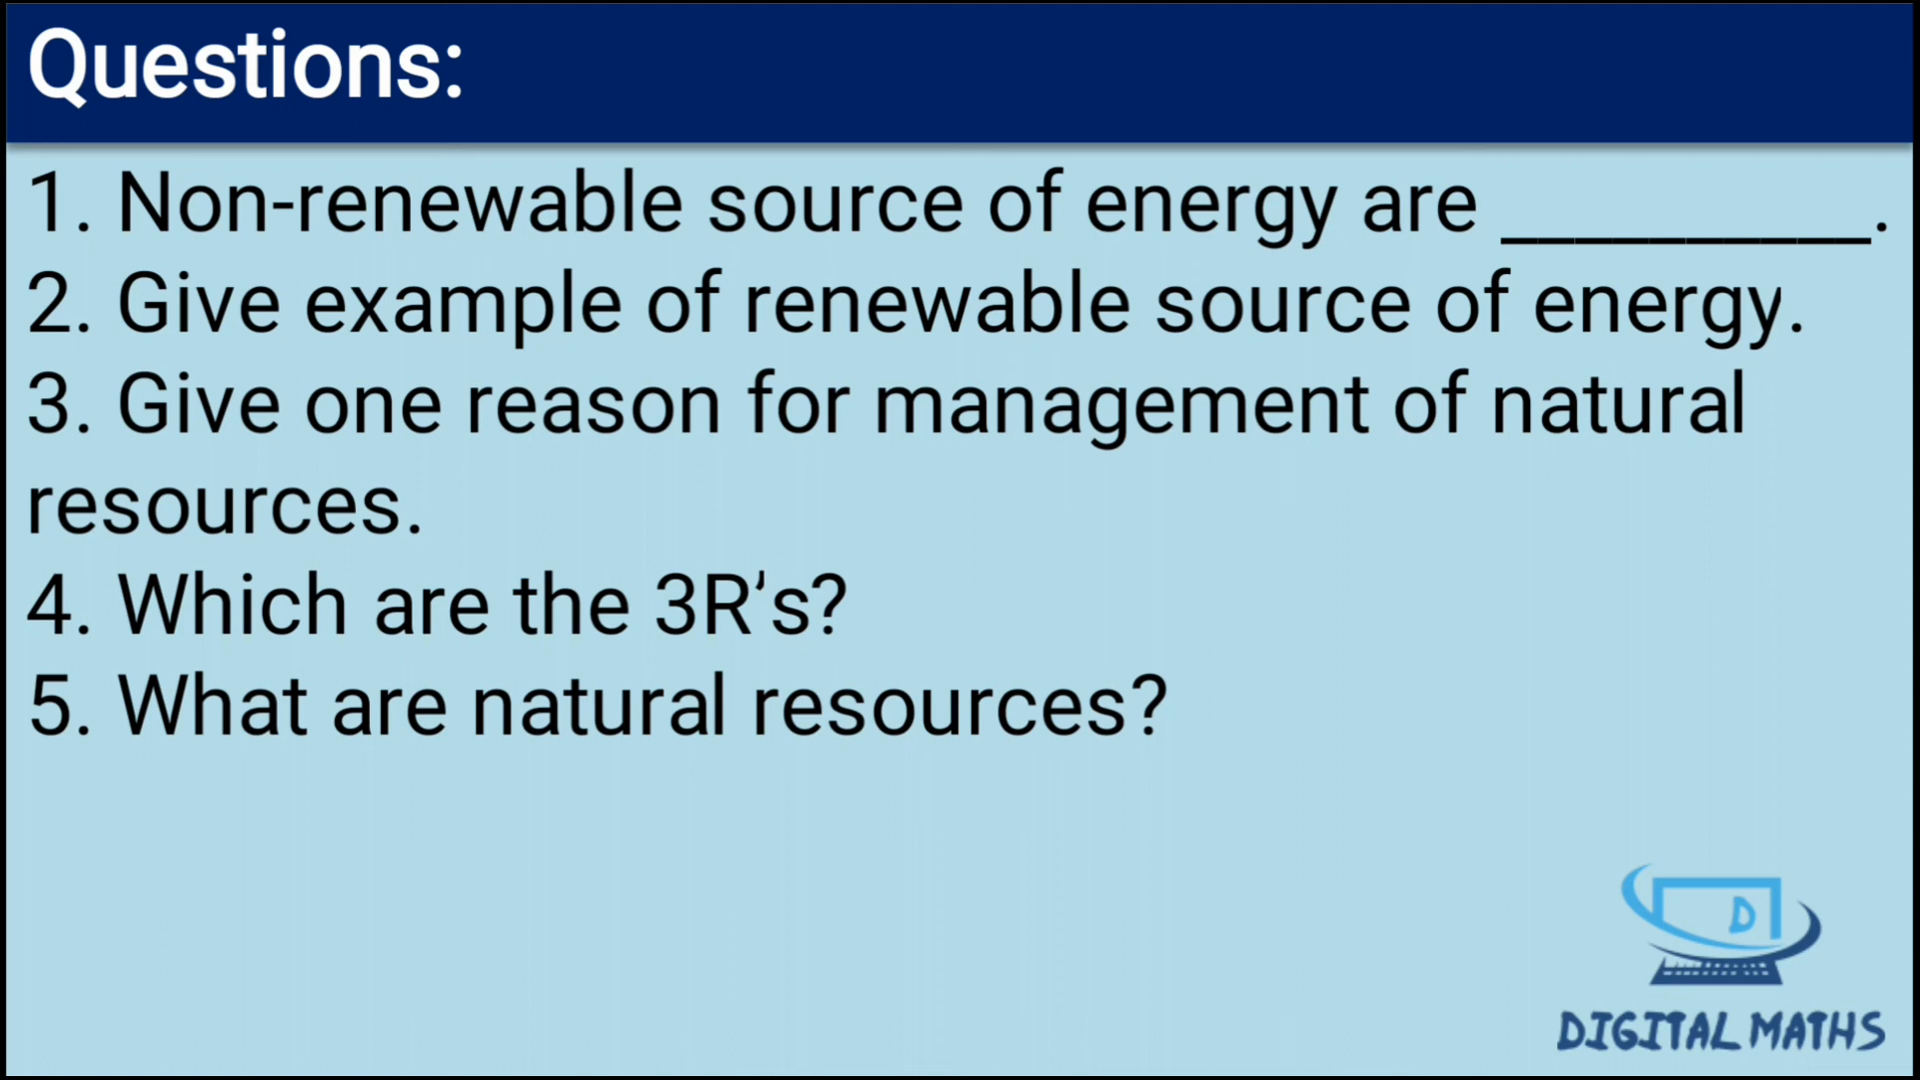 Questions:
1. Non-renewable source of energy are __________.
2. Give example of renewable source of energy.
3. Give one reason for management of natural
resources.
4. Which are the 3R's?
5. What are natural resources?
D
DIGITAL MATHS